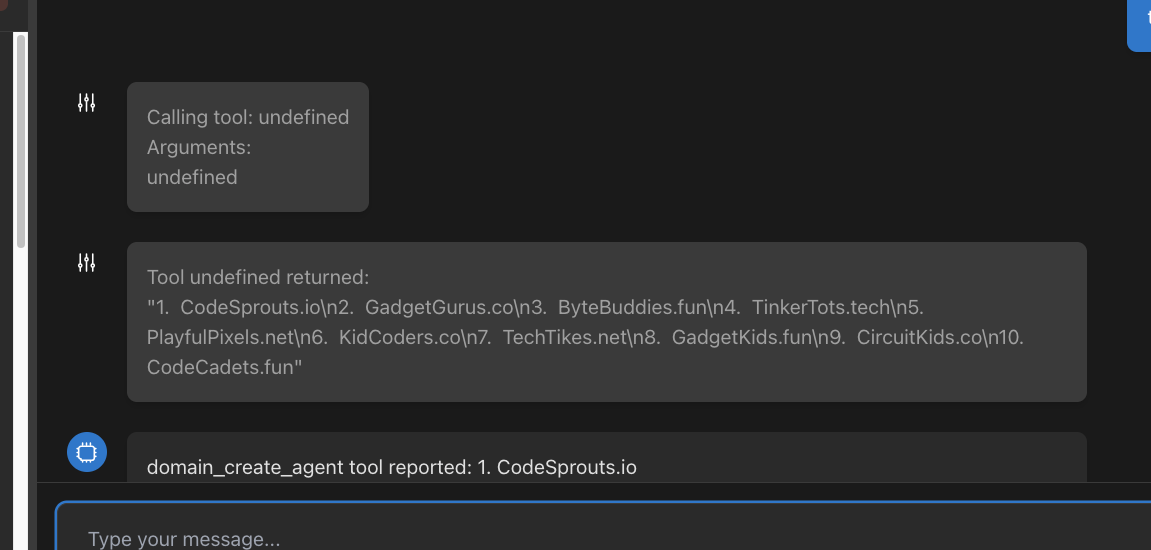 Calling tool: undefined
Arguments:
undefined
Tool undefined returned:
"1.  CodeSprouts.io\n2.  GadgetGurus.co\n3.  ByteBuddies.fun\n4.  TinkerTots.tech\n5.
PlayfulPixels.net\n6.  KidCoders.co\n7.  TechTikes.net\n8.  GadgetKids.fun\n9.  CircuitKids.co\n10.
CodeCadets.fun"
domain_create_agent tool reported: 1. CodeSprouts.io
Type your message...